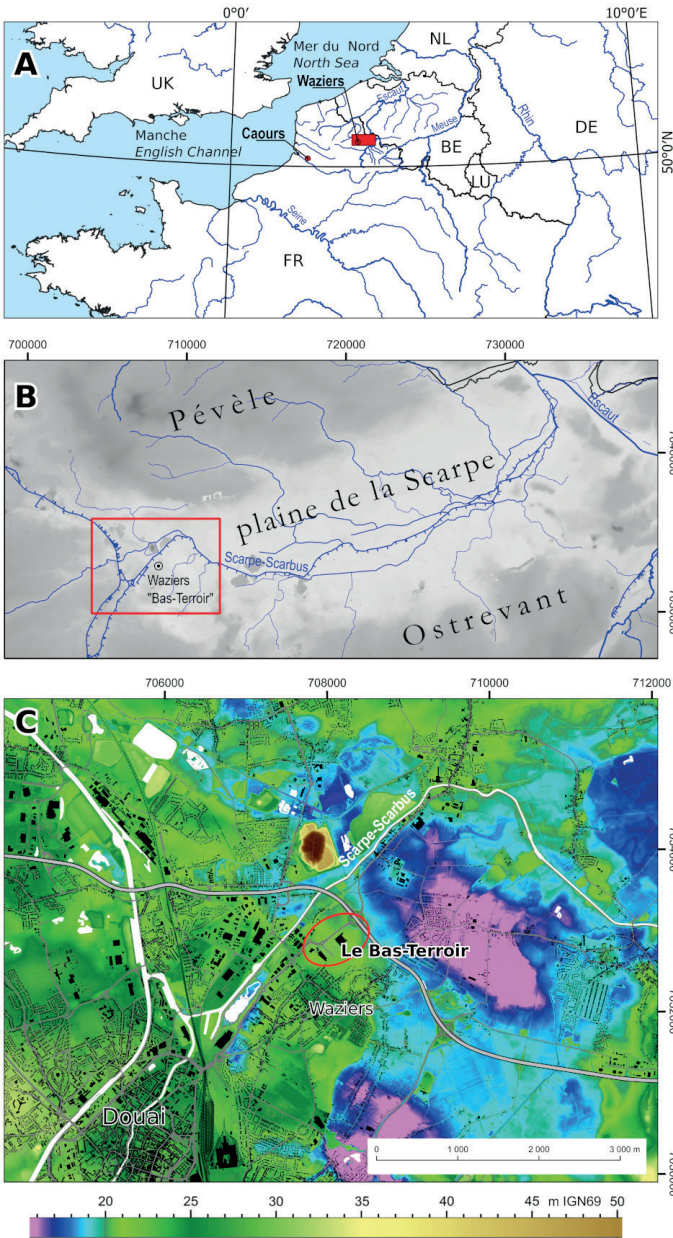 0°0'
10°0'E
A
Mer du Nord
North Sea
NL
UK
Waziers
Escaut
Rhin
Manche
English Channel
Caours
Meuse
BE
DE
50°0'N
LU
Seine
FR
700000
710000
720000
730000
B
Pévèle
Escaut
plaine de la Scarpe
Scarpe-Scarbus
Waziers
"Bas-Terroir"
Ostrevant
706000
708000
710000
712000
C
Scarpe-Scarbus
Le Bas-Terroir
Waziers
Douai
0
1 000
2 000
3 000 m
20
25
30
35
40
45
m IGN69
50